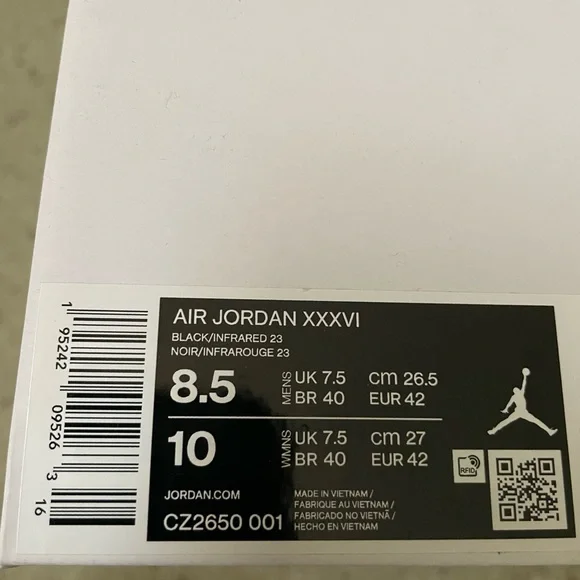 AIR JORDAN XXXVI
BLACK/INFRARED 23
NOIR/INFRAROUGE 23
8.5 MENS UK 7.5 cm 26.5
BR 40 EUR 42
10 WMNS UK 7.5 cm 27
BR 40 EUR 42
RFID
JORDAN.COM
CZ2650 001
MADE IN VIETNAM /
FABRIQUE AU VIETNAM /
FABRICADO NO VIETNÃ /
HECHO EN VIETNAM
1 95242 09526 3 16